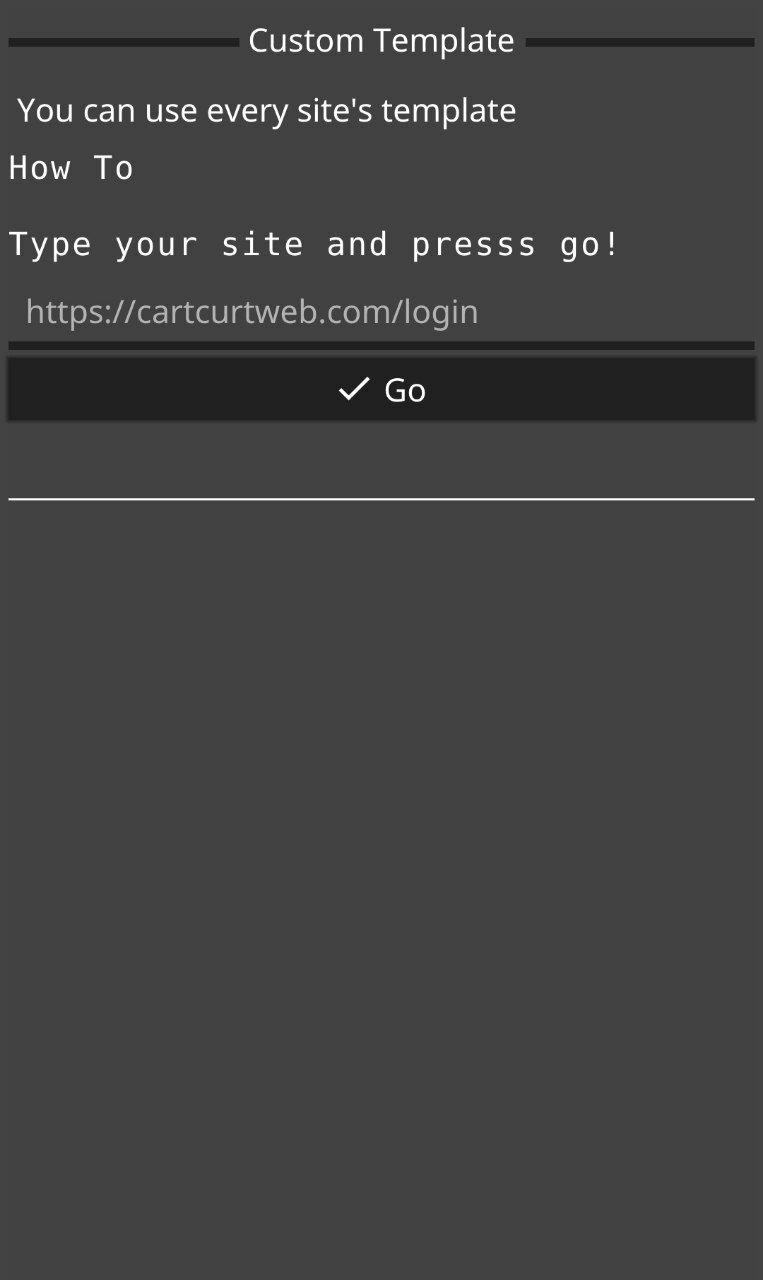 Custom Template
You can use every site's template
How To
Type your site and presss go!
https://cartcurtweb.com/login
Go